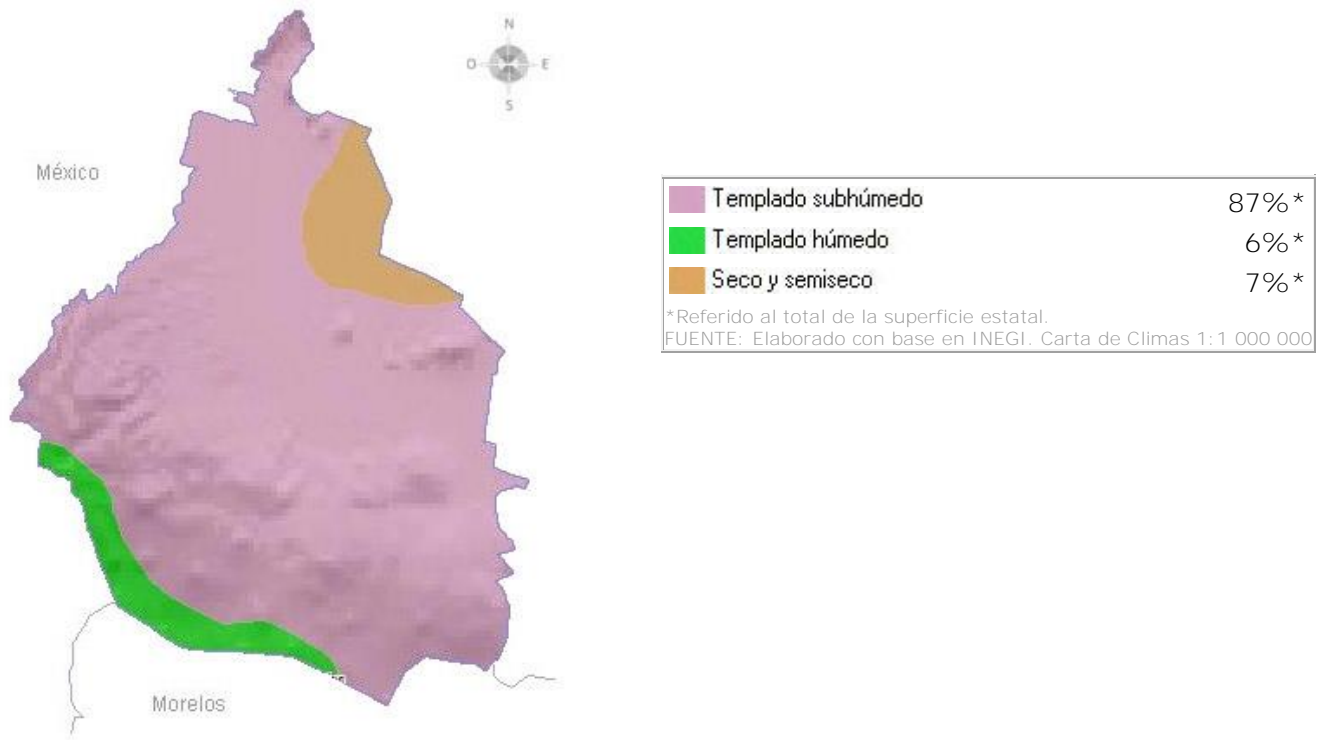 N
O E
S
México
Templado subhúmedo 87%*
Templado húmedo 6%*
Seco y semiseco 7%*
*Referido al total de la superficie estatal.
FUENTE: Elaborado con base en INEGI. Carta de Climas 1:1 000 000
Morelos